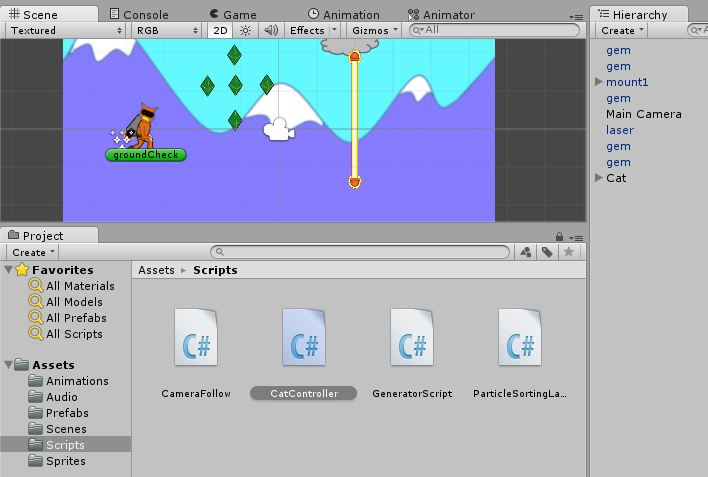 Scene Console Game Animation Animator Hierarchy
Textured RGB 2D Effects Gizmos All Create
groundCheck
gem
gem
mount1
gem
Main Camera
laser
gem
gem
Cat
Project
Create
Favorites
All Materials
All Models
All Prefabs
All Scripts
Assets
Animations
Audio
Prefabs
Scenes
Scripts
Sprites
Assets Scripts
C# C# C# C#
CameraFollow CatController GeneratorScript ParticleSortingLa...